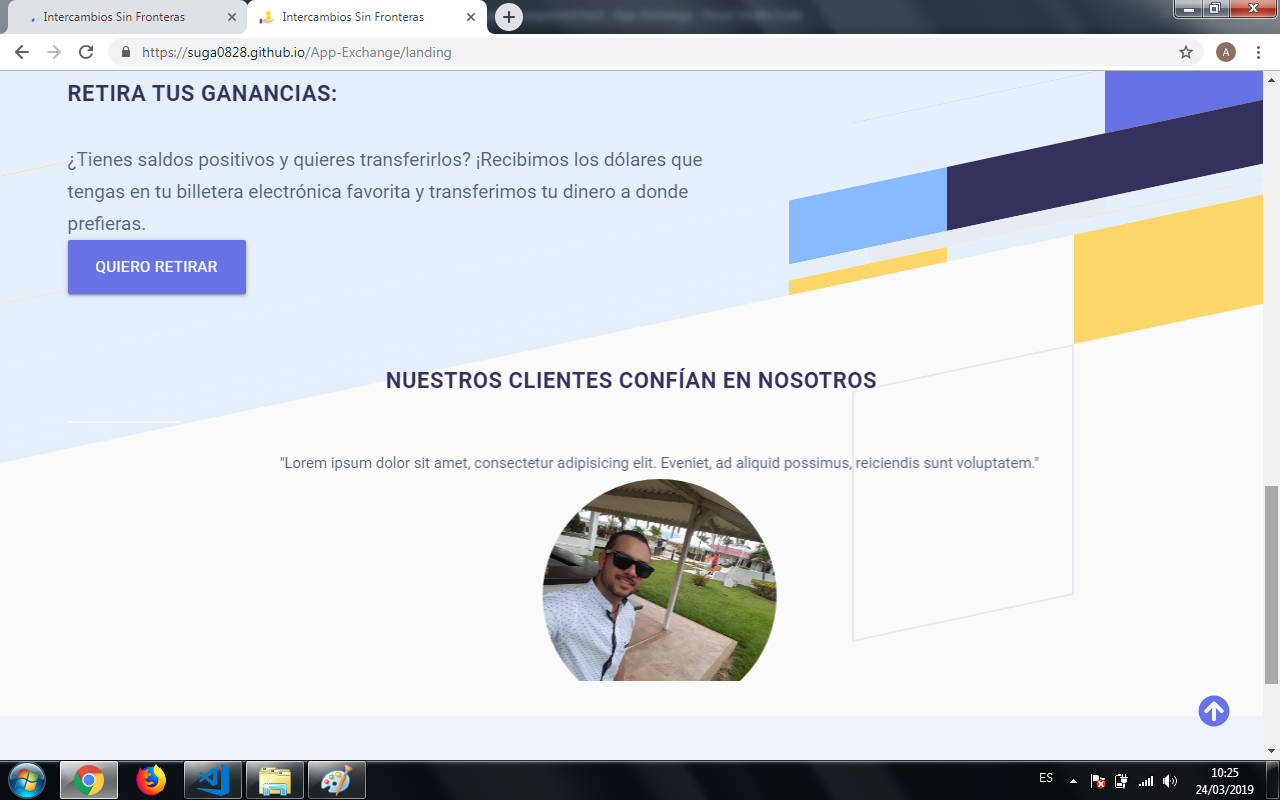 Intercambios Sin Fronteras
Intercambios Sin Fronteras
https://suga0828.github.io/App-Exchange/landing
A
RETIRA TUS GANANCIAS:
¿Tienes saldos positivos y quieres transferirlos? ¡Recibimos los dólares que
tengas en tu billetera electrónica favorita y transferimos tu dinero a donde
prefieras.
QUIERO RETIRAR
NUESTROS CLIENTES CONFÍAN EN NOSOTROS
"Lorem ipsum dolor sit amet, consectetur adipisicing elit. Eveniet, ad aliquid possimus, reiciendis sunt voluptatem."
ES
10:25
24/03/2019